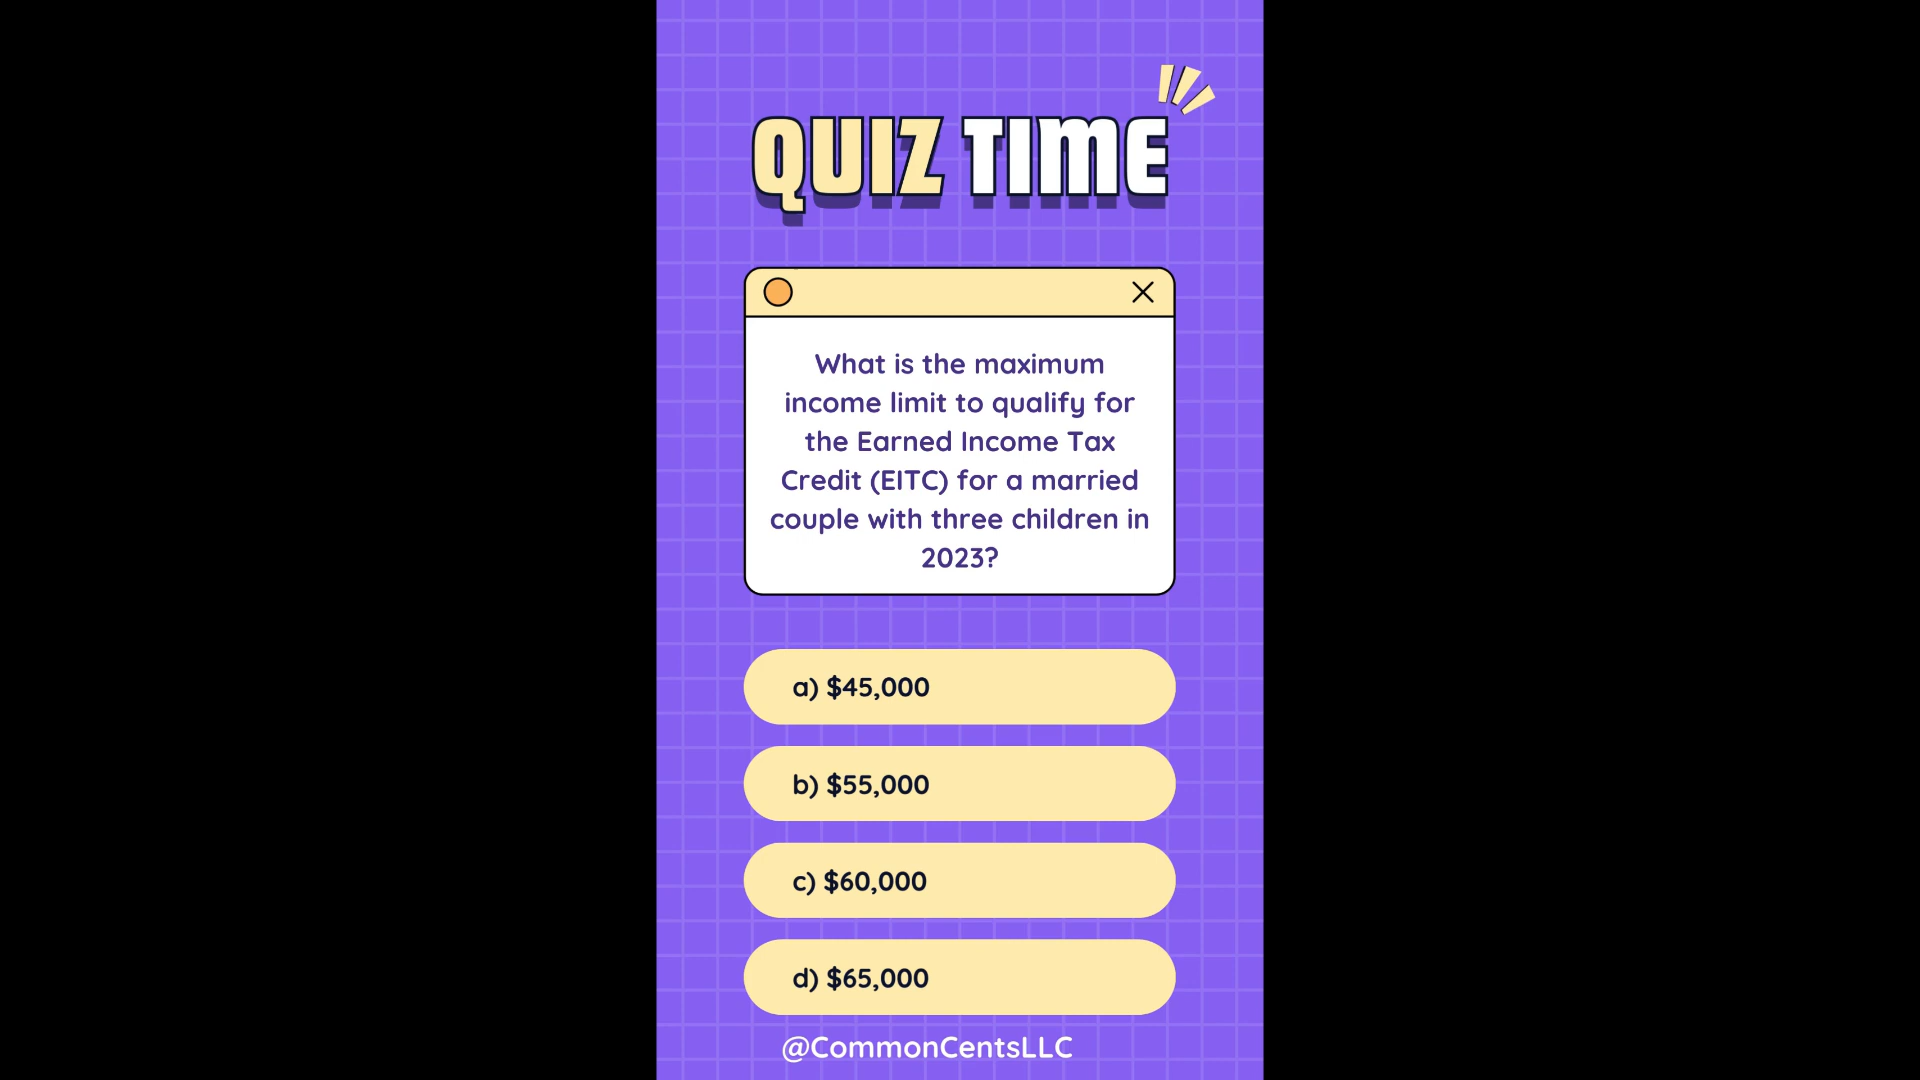 QUIZ TIME
What is the maximum
income limit to qualify for
the Earned Income Tax
Credit (EITC) for a married
couple with three children in
2023?
a) $45,000
b) $55,000
c) $60,000
d) $65,000
@CommonCentsLLC